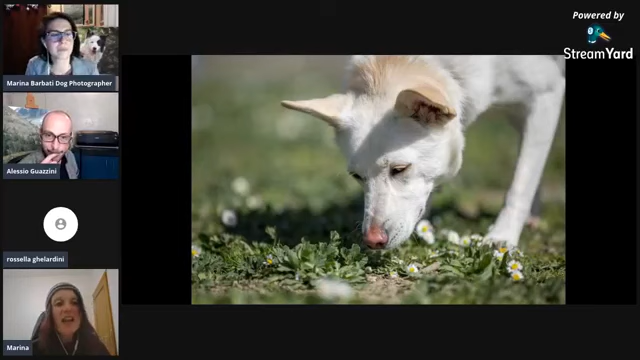 Powered by
StreamYard
Marina Barbati Dog Photographer
Alessio Guazzini
rossella ghelardini
Marina